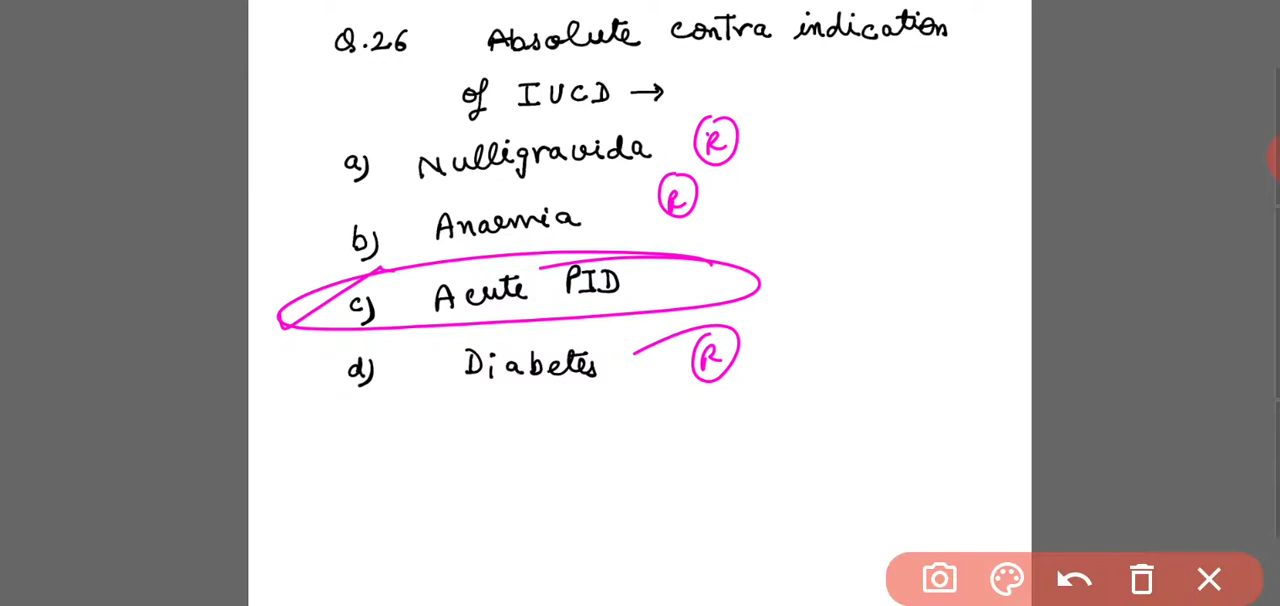 Q.26 Absolute contra indication
of IUCD →
a) Nulligravida R
b) Anaemia R
c) Acute PID
d) Diabetes R